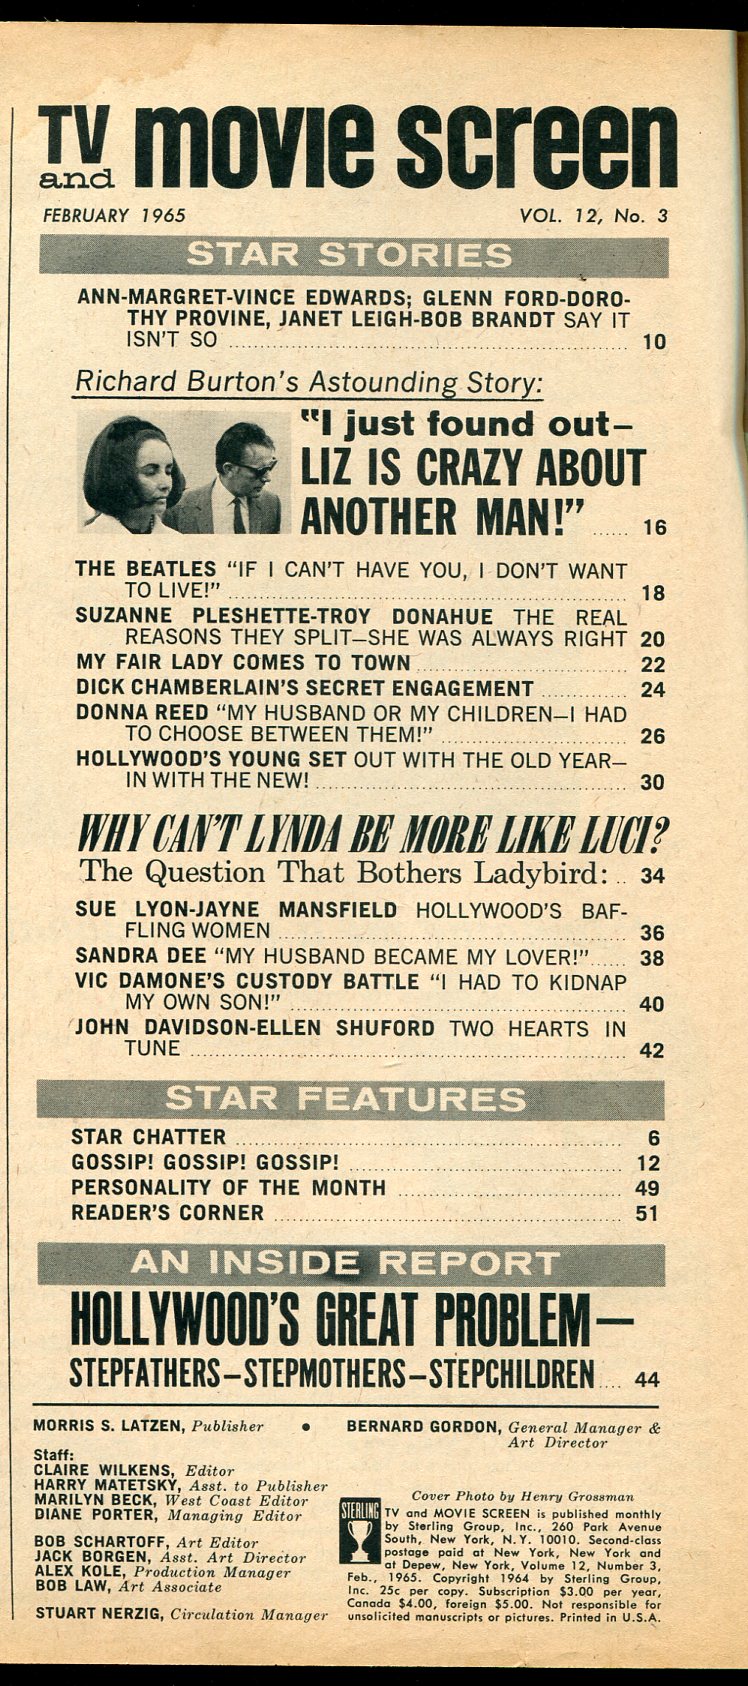 TV and movie screen
FEBRUARY 1965 VOL. 12, No. 3
STAR STORIES
ANN-MARGRET-VINCE EDWARDS; GLENN FORD-DORO-
THY PROVINE, JANET LEIGH-BOB BRANDT SAY IT
ISN'T SO 10
Richard Burton's Astounding Story:
"I just found out—
LIZ IS CRAZY ABOUT
ANOTHER MAN!" 16
THE BEATLES "IF I CAN'T HAVE YOU, I DON'T WANT
TO LIVE!" 18
SUZANNE PLESHETTE-TROY DONAHUE THE REAL
REASONS THEY SPLIT—SHE WAS ALWAYS RIGHT 20
MY FAIR LADY COMES TO TOWN 22
DICK CHAMBERLAIN'S SECRET ENGAGEMENT 24
DONNA REED "MY HUSBAND OR MY CHILDREN—I HAD
TO CHOOSE BETWEEN THEM!" 26
HOLLYWOOD'S YOUNG SET OUT WITH THE OLD YEAR—
IN WITH THE NEW! 30
WHY CAN'T LYNDA BE MORE LIKE LUCI?
The Question That Bothers Ladybird: 34
SUE LYON-JAYNE MANSFIELD HOLLYWOOD'S BAF-
FLING WOMEN 36
SANDRA DEE "MY HUSBAND BECAME MY LOVER!" 38
VIC DAMONE'S CUSTODY BATTLE "I HAD TO KIDNAP
MY OWN SON!" 40
JOHN DAVIDSON-ELLEN SHUFORD TWO HEARTS IN
TUNE 42
STAR FEATURES
STAR CHATTER 6
GOSSIP! GOSSIP! GOSSIP! 12
PERSONALITY OF THE MONTH 49
READER'S CORNER 51
AN INSIDE REPORT
HOLLYWOOD'S GREAT PROBLEM—
STEPFATHERS—STEPMOTHERS—STEPCHILDREN 44
MORRIS S. LATZEN, Publisher • BERNARD GORDON, General Manager &
Art Director
Staff:
CLAIRE WILKENS, Editor
HARRY MATETSKY, Asst. to Publisher
MARILYN BECK, West Coast Editor
DIANE PORTER, Managing Editor
BOB SCHARTOFF, Art Editor
JACK BORGEN, Asst. Art Director
ALEX KOLE, Production Manager
BOB LAW, Art Associate
STUART NERZIG, Circulation Manager
Cover Photo by Henry Grossman
STERLING
TV and MOVIE SCREEN is published monthly
by Sterling Group, Inc., 260 Park Avenue
South, New York, N.Y. 10010. Second-class
postage paid at New York, New York and
at Depew, New York, Volume 12, Number 3,
Feb., 1965. Copyright 1964 by Sterling Group,
Inc. 25c per copy. Subscription $3.00 per year,
Canada $4.00, foreign $5.00. Not responsible for
unsolicited manuscripts or pictures. Printed in U.S.A.